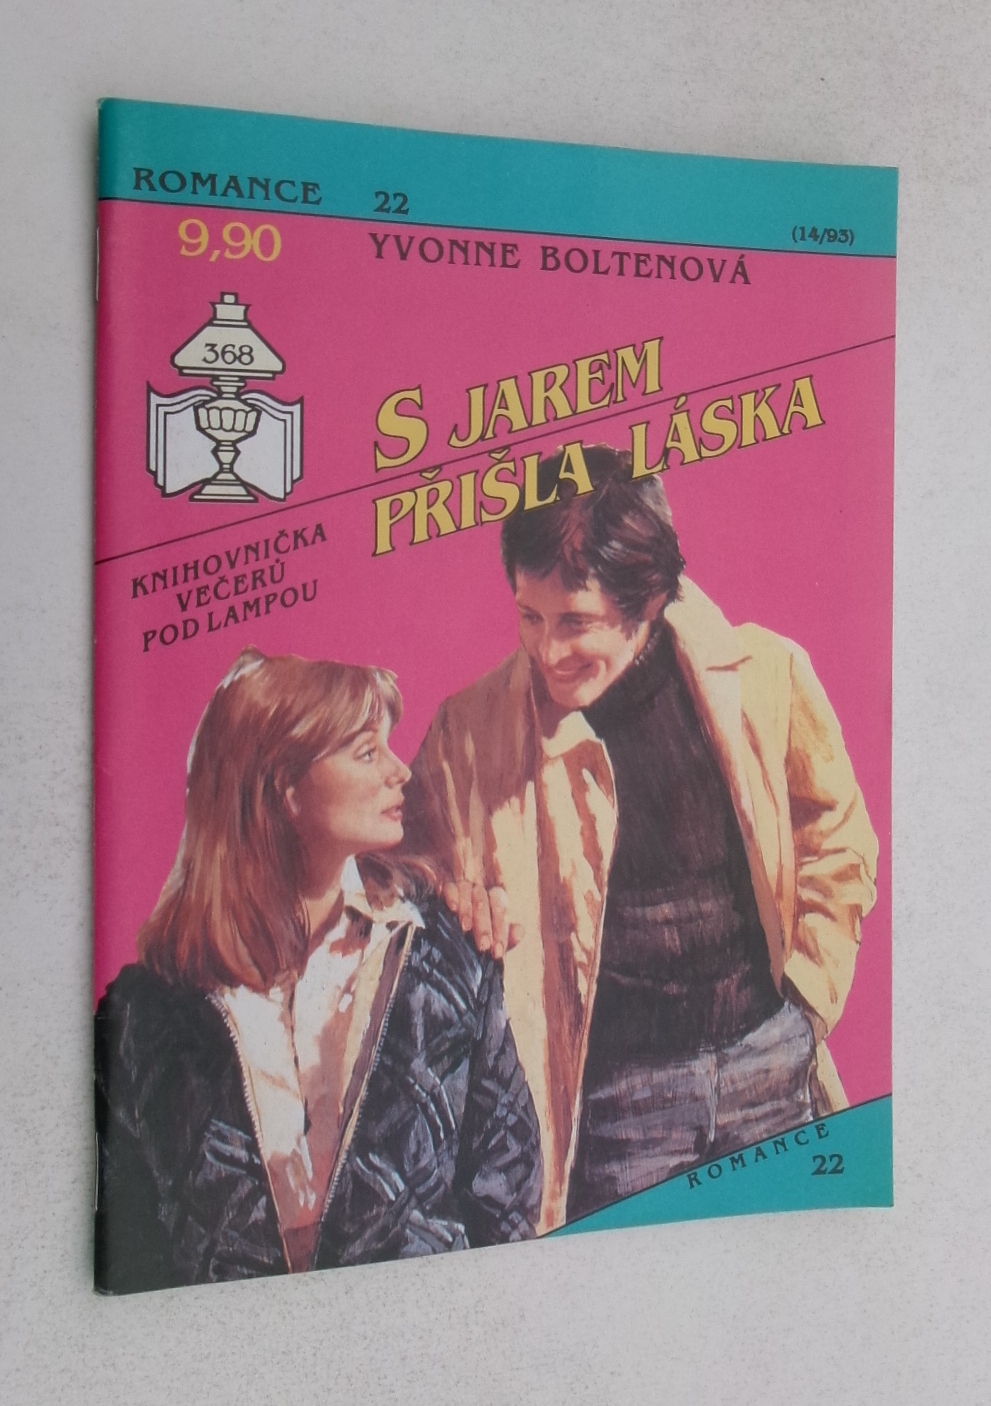 ROMANCE 22
(14/93)
9,90
YVONNE BOLTENOVÁ
368
S JAREM
PŘIŠLA LÁSKA
KNIHOVNIČKA
VEČERŮ
POD LAMPOU
ROMANCE
22